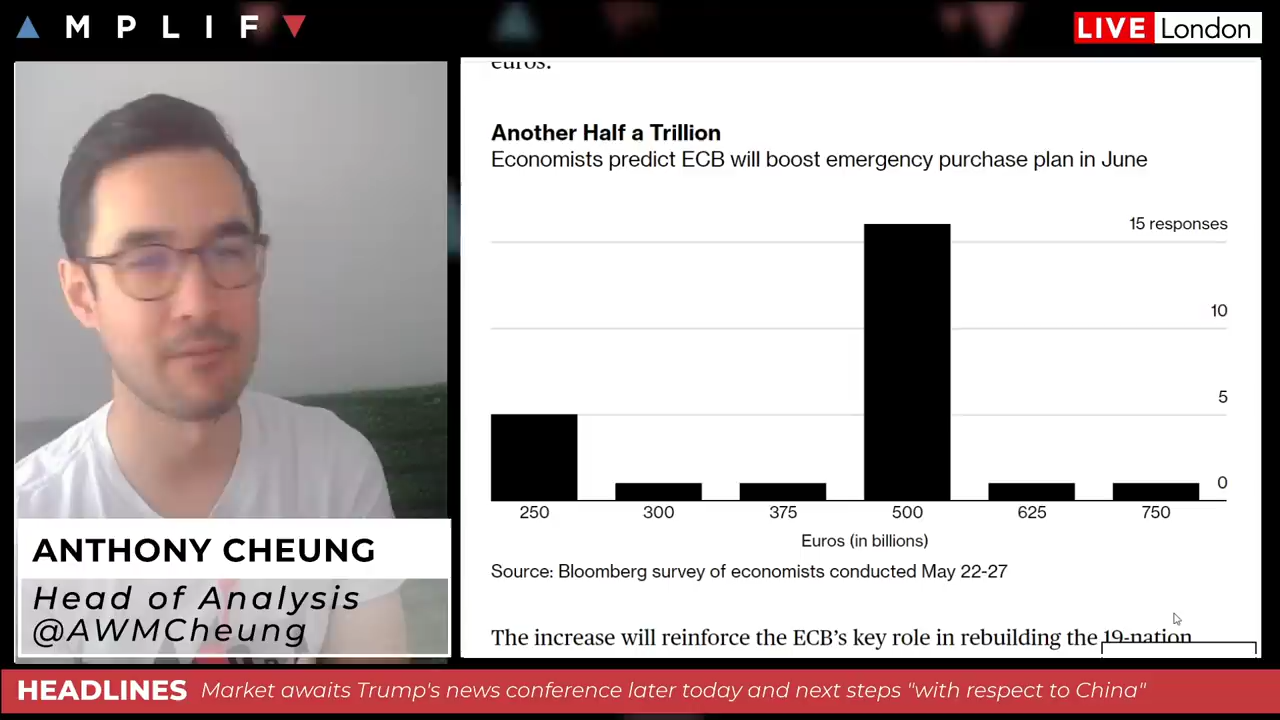 AMPLIFY
LIVE London
euros.
Another Half a Trillion
Economists predict ECB will boost emergency purchase plan in June
15 responses
10
5
0
250 300 375 500 625 750
Euros (in billions)
Source: Bloomberg survey of economists conducted May 22-27
The increase will reinforce the ECB’s key role in rebuilding the 19-nation
ANTHONY CHEUNG
Head of Analysis
@AWMCheung
HEADLINES Market awaits Trump's news conference later today and next steps "with respect to China"